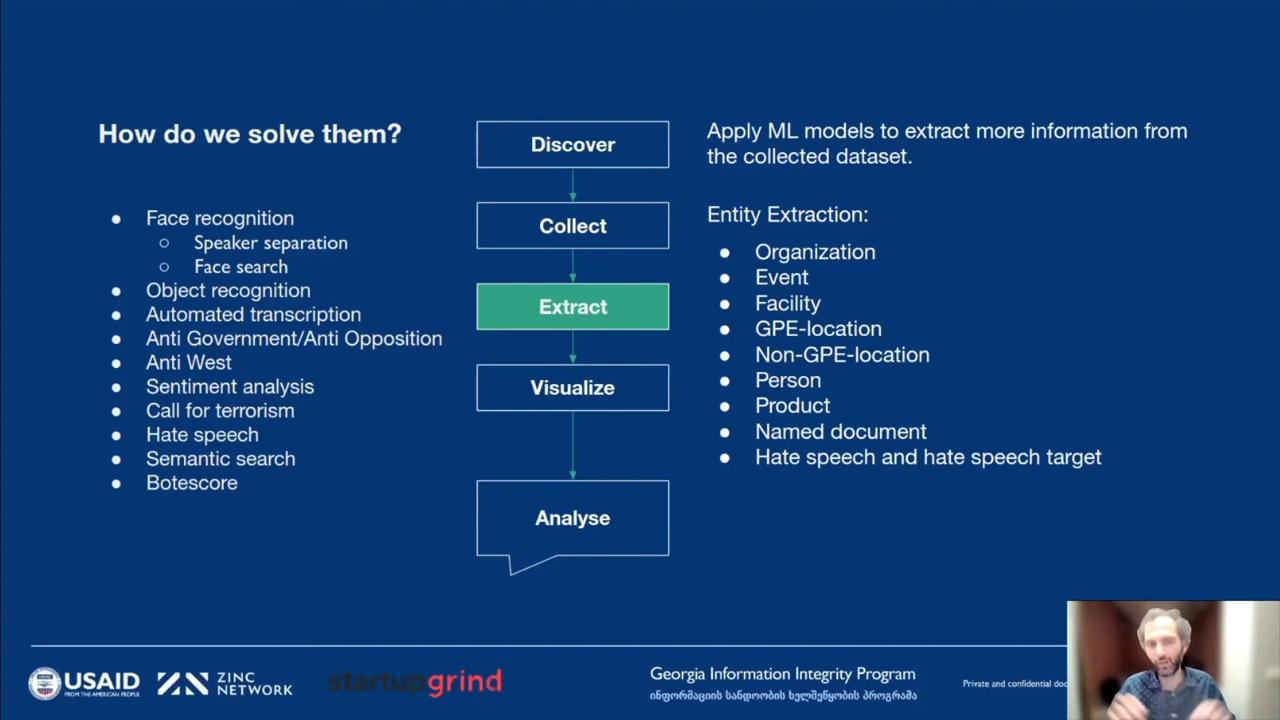 How do we solve them?
Face recognition
Speaker separation
Face search
Object recognition
Automated transcription
Anti Government/Anti Opposition
Anti West
Sentiment analysis
Call for terrorism
Hate speech
Semantic search
Botescore
Discover
Collect
Extract
Visualize
Analyse
Apply ML models to extract more information from
the collected dataset.
Entity Extraction:
Organization
Event
Facility
GPE-location
Non-GPE-location
Person
Product
Named document
Hate speech and hate speech target
USAID
FROM THE AMERICAN PEOPLE
ZINC
NETWORK
startupgrind
Georgia Information Integrity Program
ინფორმაციის სანდოობის ხელშეწყობის პროგრამა
Private and confidential